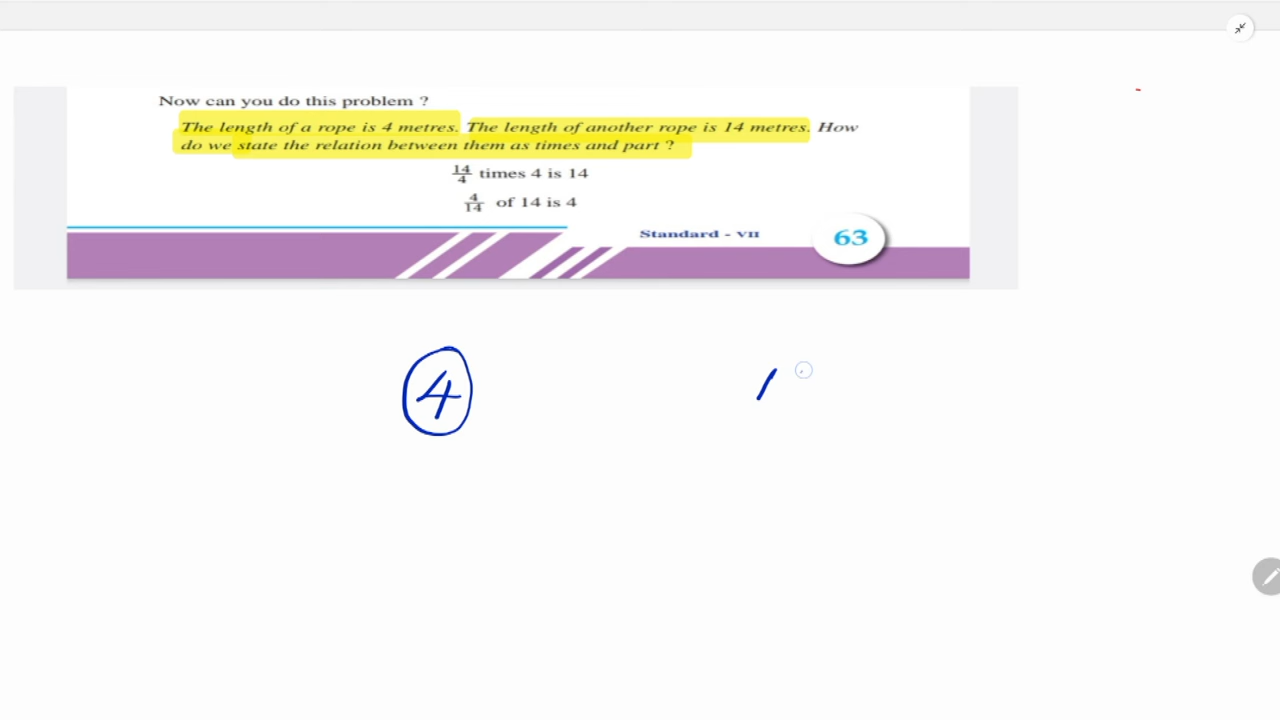 Now can you do this problem ?
The length of a rope is 4 metres. The length of another rope is 14 metres. How
do we state the relation between them as times and part ?
14/4 times 4 is 14
4/14 of 14 is 4
Standard - VII 63
4 1